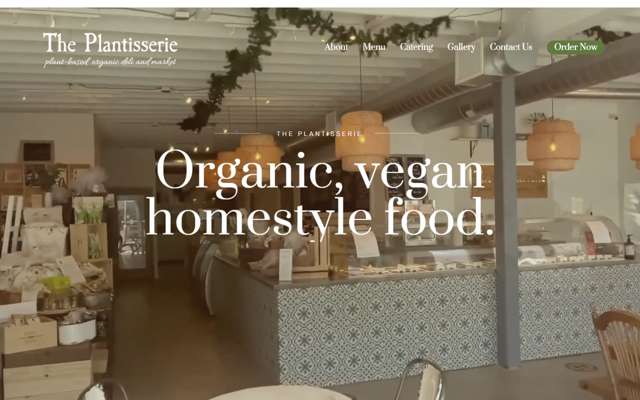 The Plantisserie
plant-based organic deli and market
About Menu Catering Gallery Contact Us Order Now
THE PLANTISSERIE
Organic, vegan
homestyle food.